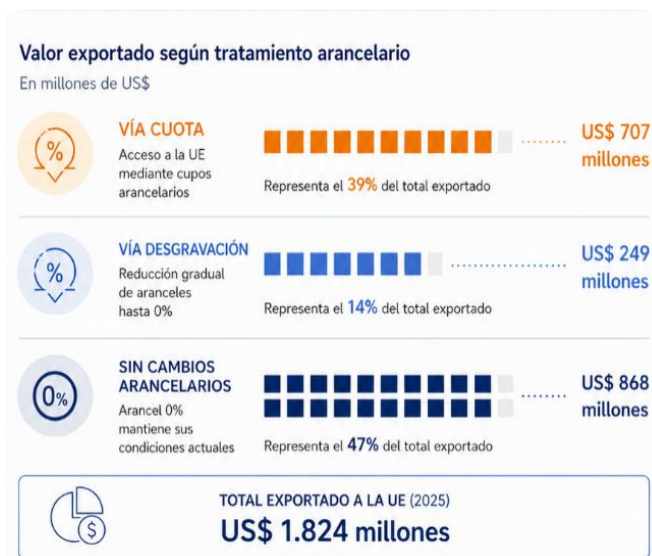 Valor exportado según tratamiento arancelario
En millones de US$
%
VÍA CUOTA
Acceso a la UE
mediante cupos
arancelarios
Representa el 39% del total exportado
US$ 707
millones
%
VÍA DESGRAVACIÓN
Reducción gradual
de aranceles
hasta 0%
Representa el 14% del total exportado
US$ 249
millones
0%
SIN CAMBIOS
ARANCELARIOS
Arancel 0%
mantiene sus
condiciones actuales
Representa el 47% del total exportado
US$ 868
millones
$
TOTAL EXPORTADO A LA UE (2025)
US$ 1.824 millones